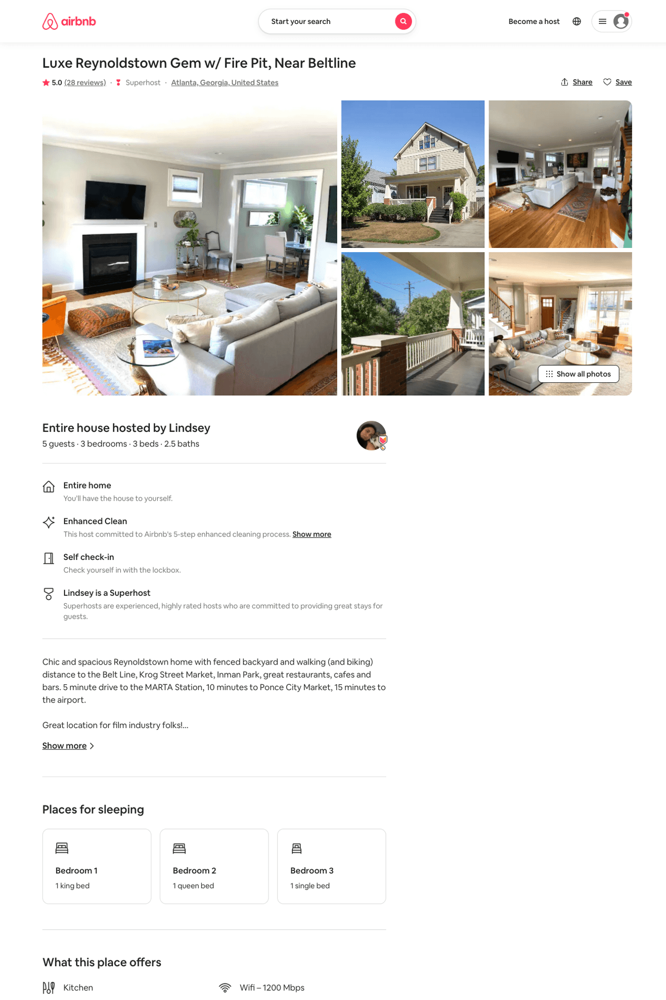 airbnb
Start your search
Become a host
Luxe Reynoldstown Gem w/ Fire Pit, Near Beltline
5.0 (28 reviews) · Superhost · Atlanta, Georgia, United States
Share
Save
Show all photos
Entire house hosted by Lindsey
5 guests · 3 bedrooms · 3 beds · 2.5 baths
Entire home
You'll have the house to yourself.
Enhanced Clean
This host committed to Airbnb's 5-step enhanced cleaning process. Show more
Self check-in
Check yourself in with the lockbox.
Lindsey is a Superhost
Superhosts are experienced, highly rated hosts who are committed to providing great stays for
guests.
Chic and spacious Reynoldstown home with fenced backyard and walking (and biking)
distance to the Belt Line, Krog Street Market, Inman Park, great restaurants, cafes and
bars. 5 minute drive to the MARTA Station, 10 minutes to Ponce City Market, 15 minutes to
the airport.
Great location for film industry folks!...
Show more
Places for sleeping
Bedroom 1
1 king bed
Bedroom 2
1 queen bed
Bedroom 3
1 single bed
What this place offers
Kitchen
Wifi – 1200 Mbps